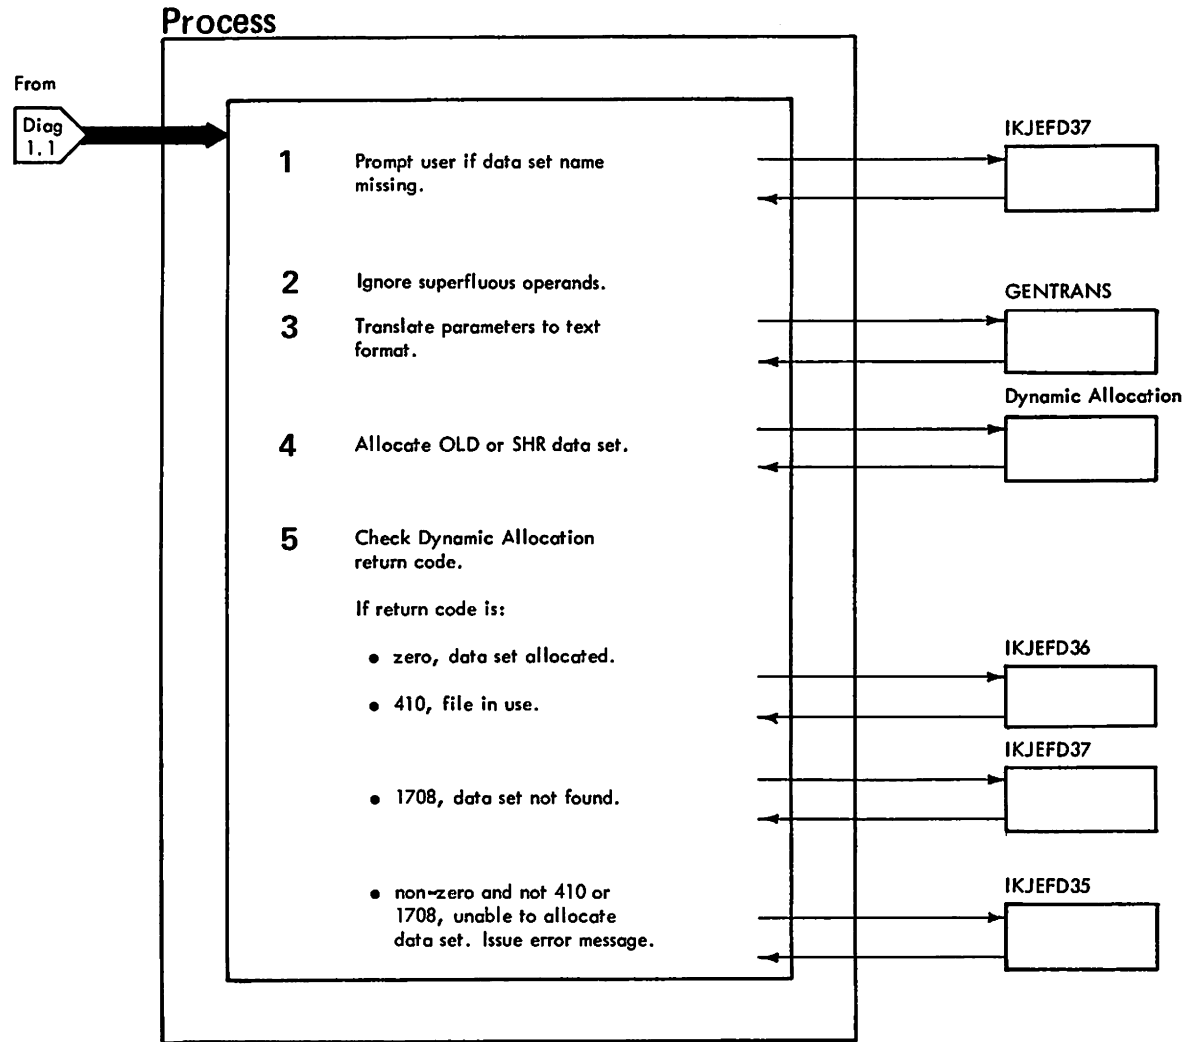 Process
From
Diag
1.1
1 Prompt user if data set name
missing.
IKJEFD37
2 Ignore superfluous operands.
GENTRANS
3 Translate parameters to text
format.
Dynamic Allocation
4 Allocate OLD or SHR data set.
5 Check Dynamic Allocation
return code.
If return code is:
• zero, data set allocated.
IKJEFD36
• 410, file in use.
IKJEFD37
• 1708, data set not found.
IKJEFD35
• non-zero and not 410 or
1708, unable to allocate
data set. Issue error message.